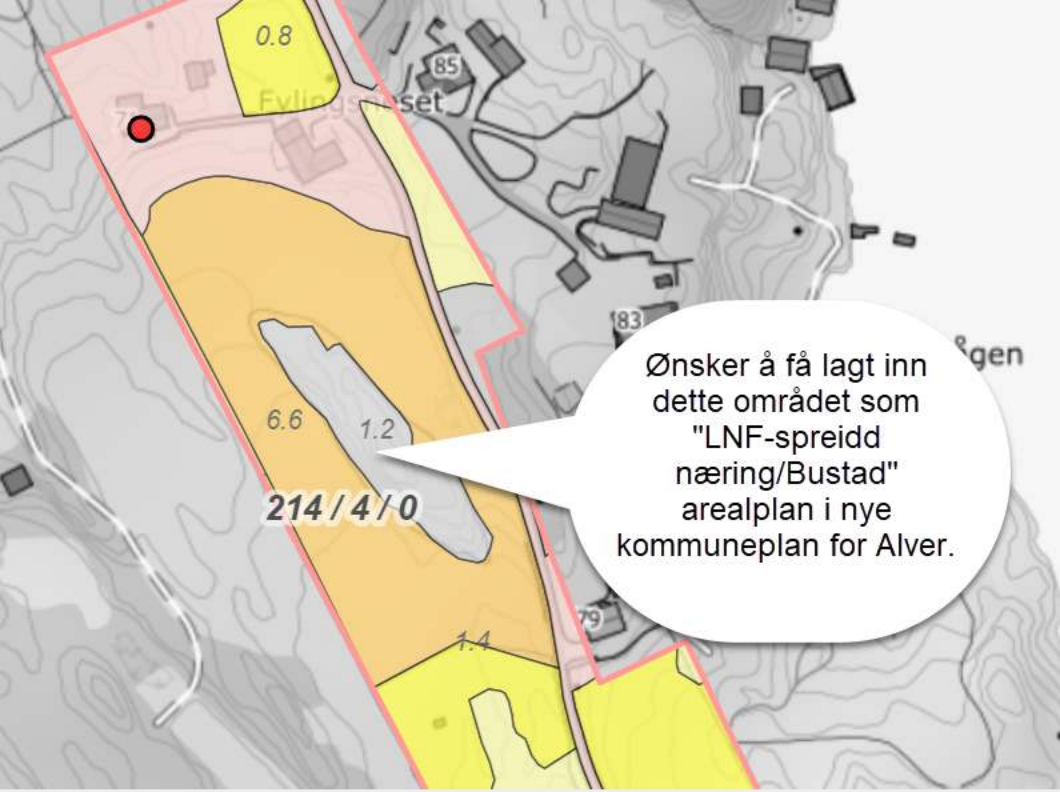 0.8
85
Fylingsneset
83
Ønsker å få lagt inn
dette området som
"LNF-spreidd
næring/Bustad"
arealplan i nye
kommuneplan for Alver.
6.6
1.2
214 / 4 / 0
79
1.4